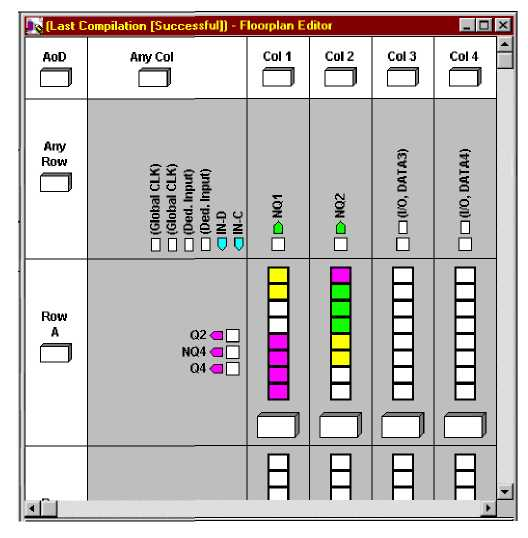 (Last Compilation [Successful]) - Floorplan Editor
AoD
Any Col
Col 1
Col 2
Col 3
Col 4
Any
Row
(Global CLK)
(Global CLK)
(Ded. Input)
(Ded. Input)
IN-D
IN-C
NQ1
NQ2
(I/O, DATA3)
(I/O, DATA4)
Row
A
Q2
NQ4
Q4